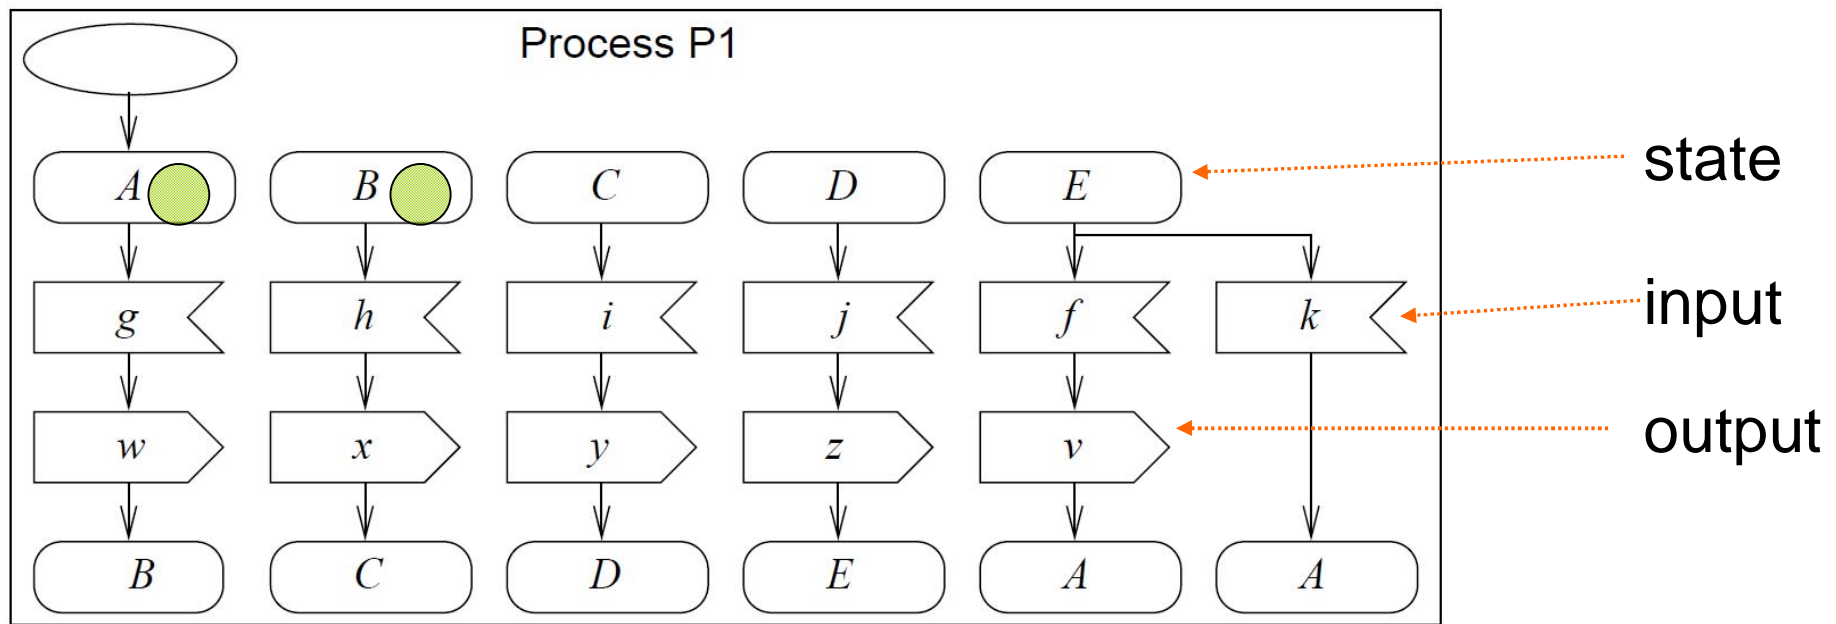 Process P1
A B C D E state
g h i j f k input
w x y z v output
B C D E A A